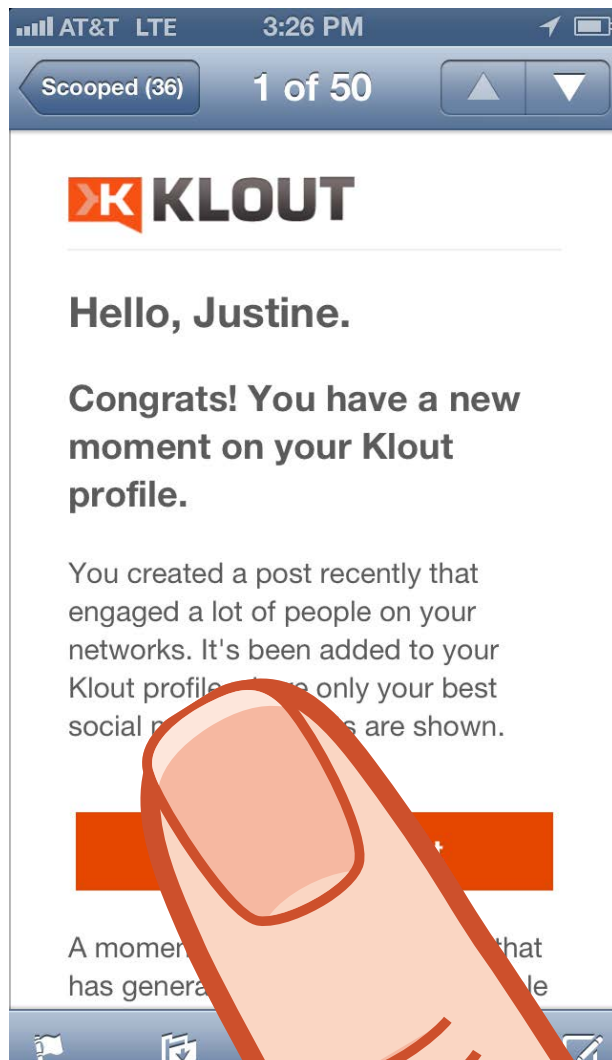 AT&T LTE 3:26 PM
Scooped (36) 1 of 50
KLOUT
Hello, Justine.
Congrats! You have a new
moment on your Klout
profile.
You created a post recently that
engaged a lot of people on your
networks. It's been added to your
Klout profile only your best
social are shown.
A that
has